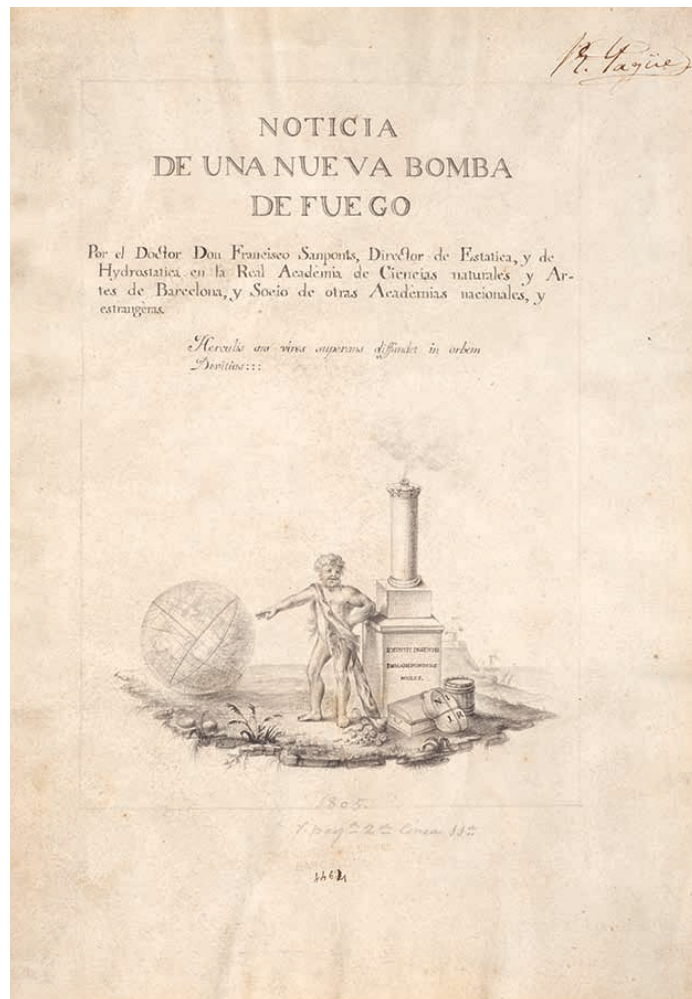 R. Yagüe
NOTICIA
DE UNA NUEVA BOMBA
DE FUEGO
Por el Doctor Don Francisco Sanponts, Director de Estatica, y de
Hydrostatica en la Real Academia de Ciencias naturales y Ar-
tes de Barcelona, y Socio de otras Academias nacionales, y
estrangeras.
Herculis ars vires superans diffundet in orbem
Divitias:::
N
I R
1805.